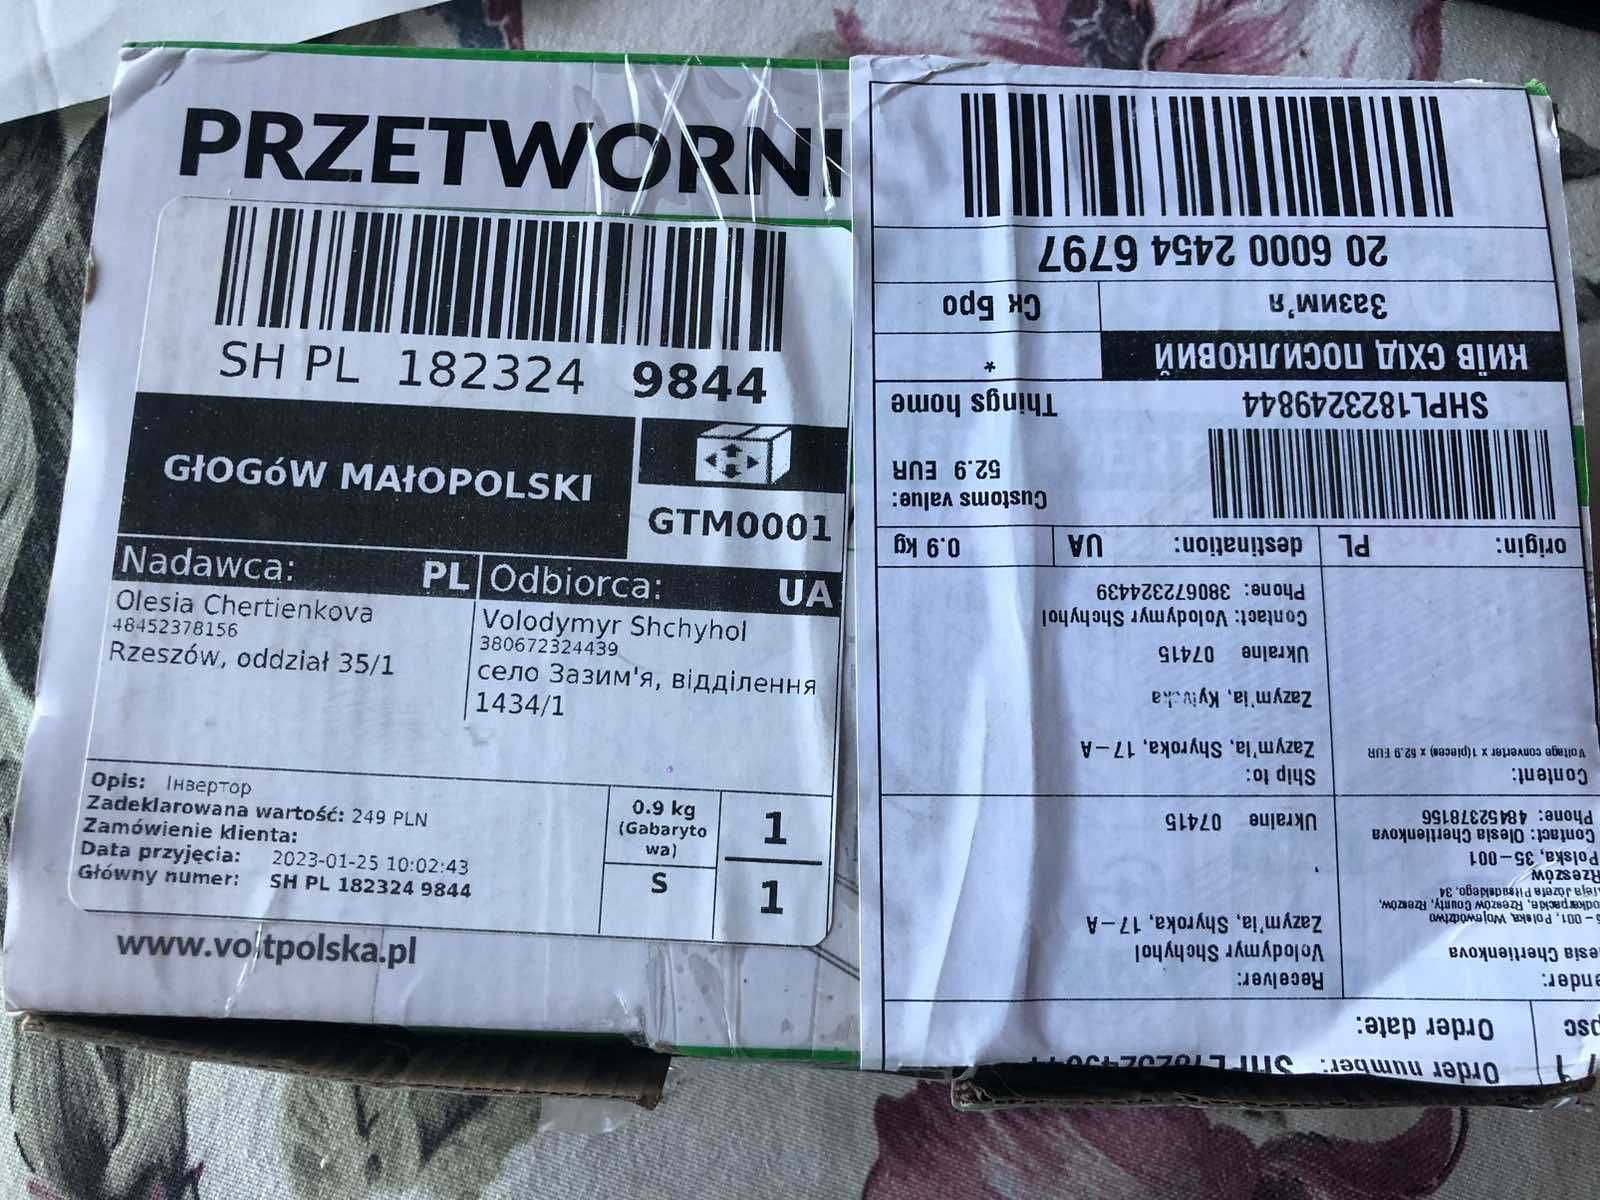 PRZETWORNI
SH PL 182324 9844
GŁOGÓW MAŁOPOLSKI
GTM0001
Nadawca: PL
Olesia Chertienkova
48452378156
Rzeszów, oddział 35/1
Odbiorca: UA
Volodymyr Shchyhol
380672324439
село Зазим'я, відділення
1434/1
Opis: Інвертор
Zadeklarowana wartość: 249 PLN
Zamówienie klienta:
Data przyjęcia: 2023-01-25 10:02:43
Główny numer: SH PL 182324 9844
0.9 kg
(Gabaryto
wa)
S
1
1
www.voltpolska.pl
Order number:
Order date:
Receiver:
Volodymyr Shchyhol
Zazym'ia, Shyroka, 17-A
,
Ukraine 07415
Chertienkova
Rzeszów
Polska, 35-001
Contact: Olesia Chertienkova
Phone: 48452378156
Ship to:
Zazym'ia, Shyroka, 17-A
Zazym'ia, Kyivska
Ukraine 07415
Contact: Volodymyr Shchyhol
Phone: 380672324439
Content:
Voltage converter x 1(pieces) x 52.9 EUR
origin: PL
destination: UA
0.9 kg
Customs value:
52.9 EUR
SHPL1823249844
Things home
КИЇВ СХІД ПОСИЛКОВИЙ
*
Зазим'я
Ск Бро
20 6000 2454 6797